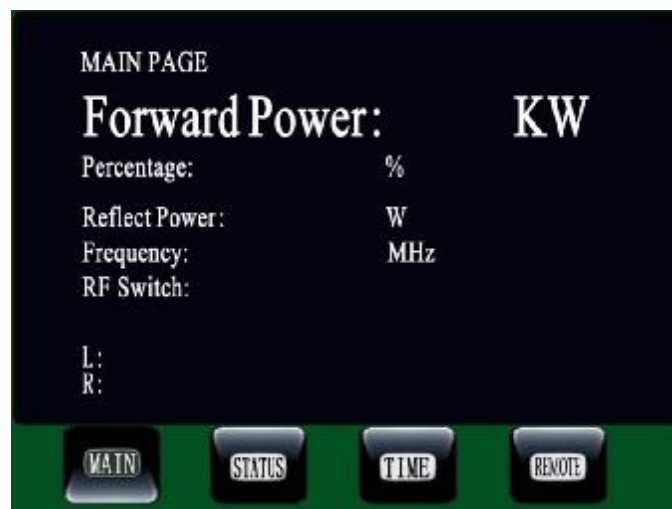 MAIN PAGE
Forward Power: KW
Percentage: %
Reflect Power: W
Frequency: MHz
RF Switch:
L:
R:
MAIN STATUS TIME REMOTE